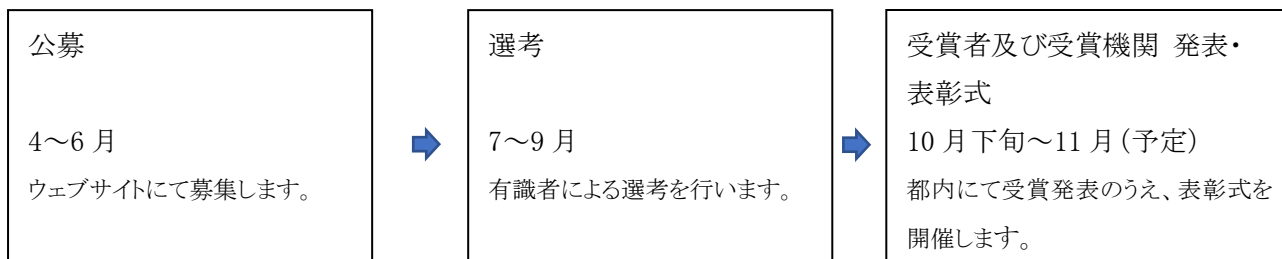 公募
4～6 月
ウェブサイトにて募集します。
選考
7～9 月
有識者による選考を行います。
受賞者及び受賞機関 発表・
表彰式
10 月下旬～11 月（予定）
都内にて受賞発表のうえ、表彰式を
開催します。